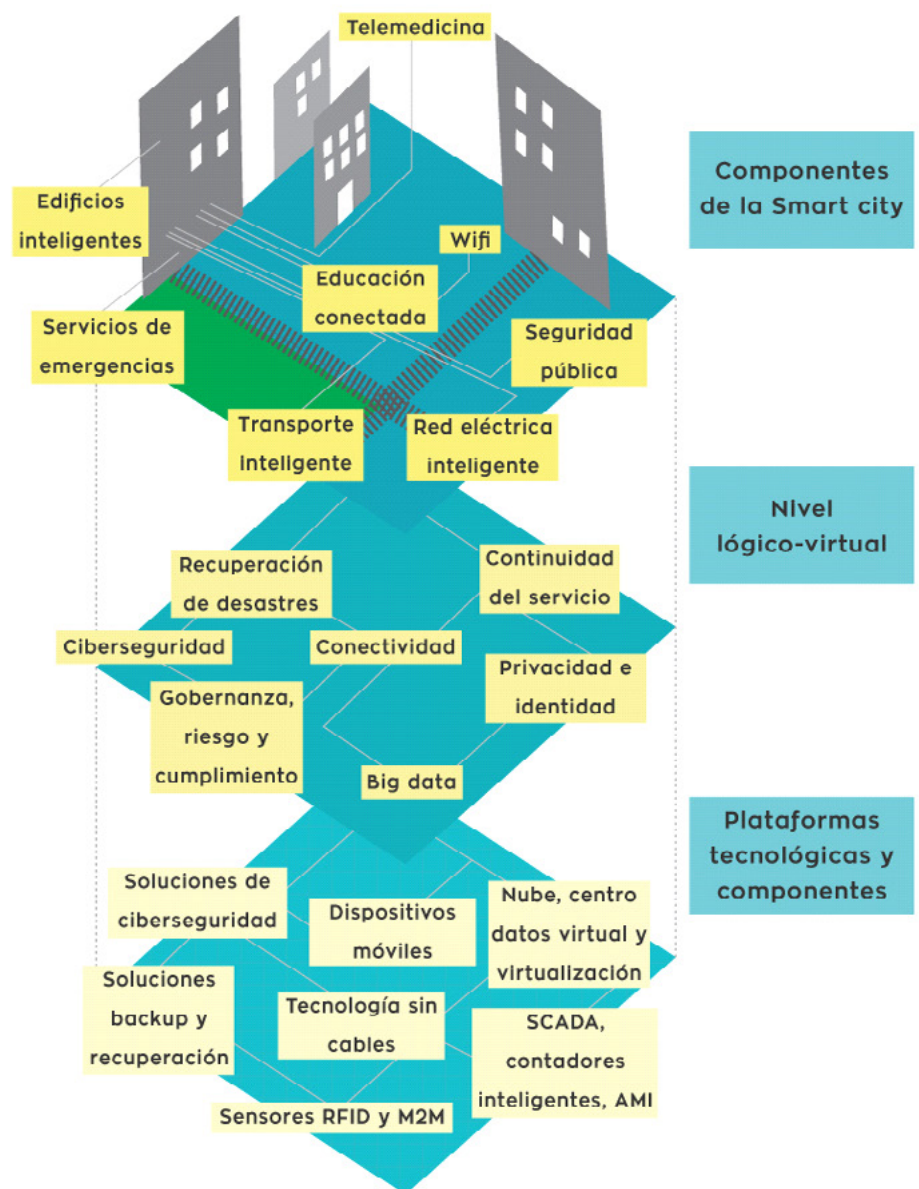 Telemedicina
Componentes
de la Smart city
Edificios
inteligentes
Wifi
Educación
conectada
Servicios de
emergencias
Seguridad
pública
Transporte
inteligente
Red eléctrica
inteligente
NIvel
lógico-virtual
Recuperación
de desastres
Continuidad
del servicio
Ciberseguridad
Conectividad
Privacidad e
identidad
Gobernanza,
riesgo y
cumplimiento
Big data
Plataformas
tecnológicas y
componentes
Soluciones de
ciberseguridad
Dispositivos
móviles
Nube, centro
datos virtual y
virtualización
Soluciones
backup y
recuperación
Tecnología sin
cables
SCADA,
contadores
inteligentes, AMI
Sensores RFID y M2M